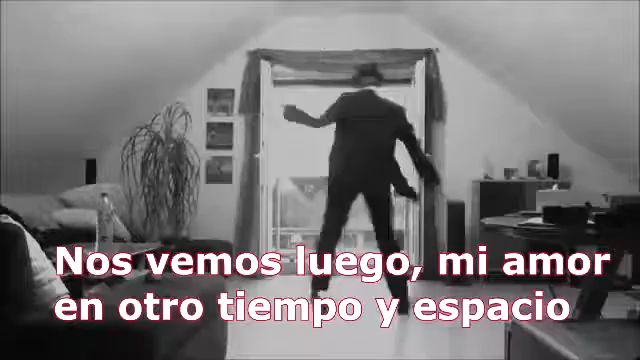 Nos vemos luego, mi amor
en otro tiempo y espacio